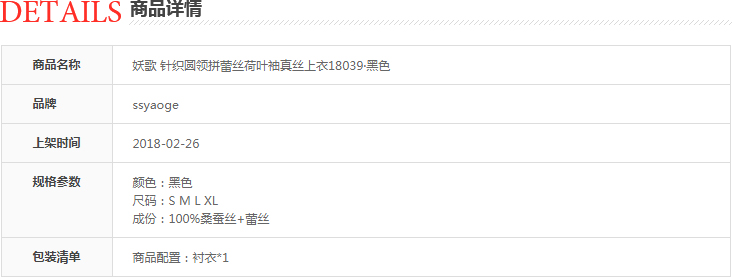 DETAILS 商品详情
商品名称 妖歌 针织圆领拼蕾丝荷叶袖真丝上衣18039·黑色
品牌 ssyaoge
上架时间 2018-02-26
规格参数 颜色：黑色
尺码：S M L XL
成份：100%桑蚕丝+蕾丝
包装清单 商品配置：衬衣*1